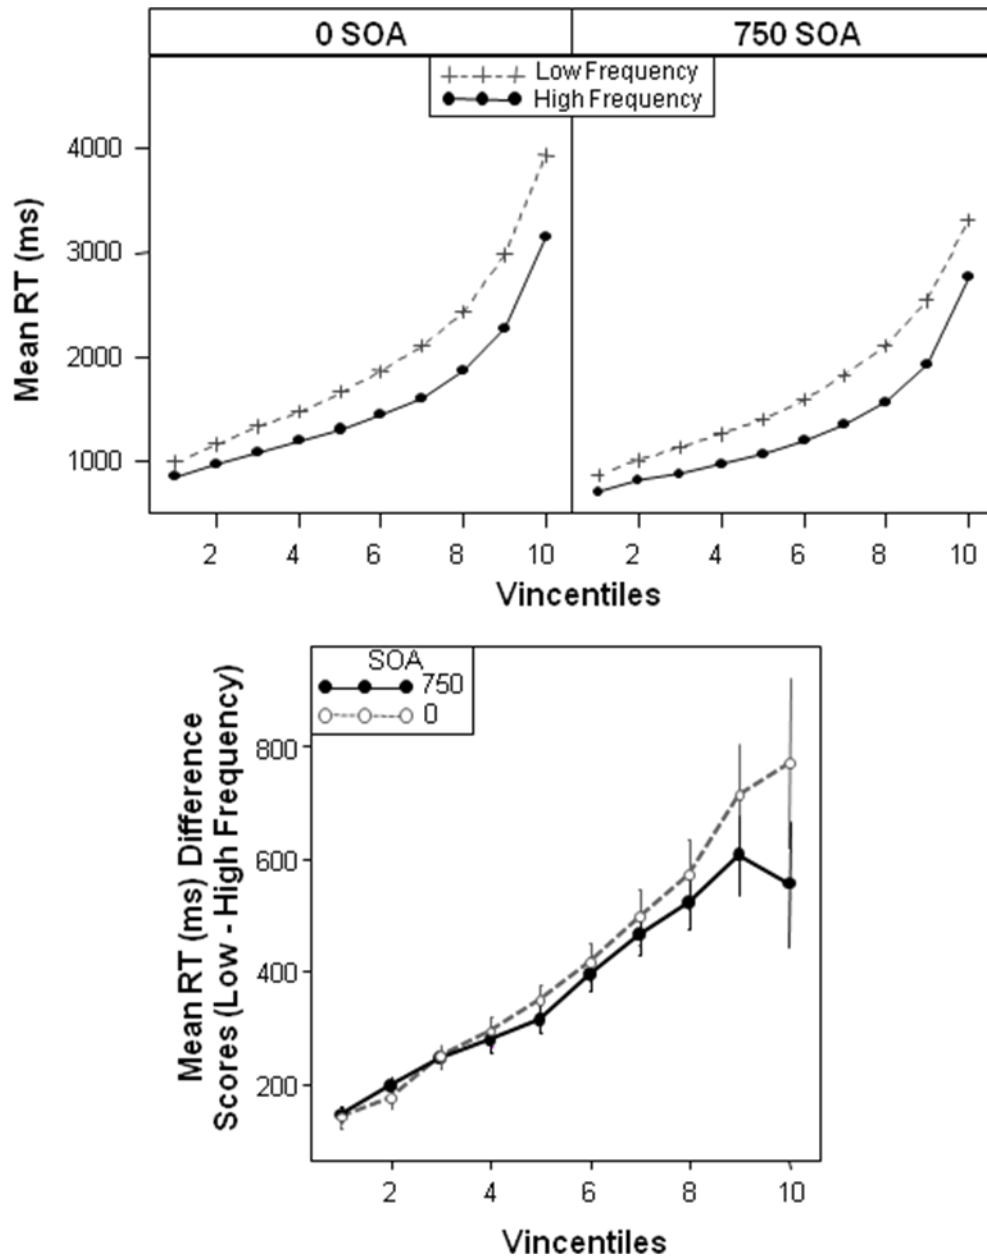 0 SOA
750 SOA
Low Frequency
High Frequency
Mean RT (ms)
4000
3000
2000
1000
2 4 6 8 10 2 4 6 8 10
Vincentiles
SOA
750
0
Mean RT (ms) Difference
Scores (Low - High Frequency)
800
600
400
200
2 4 6 8 10
Vincentiles